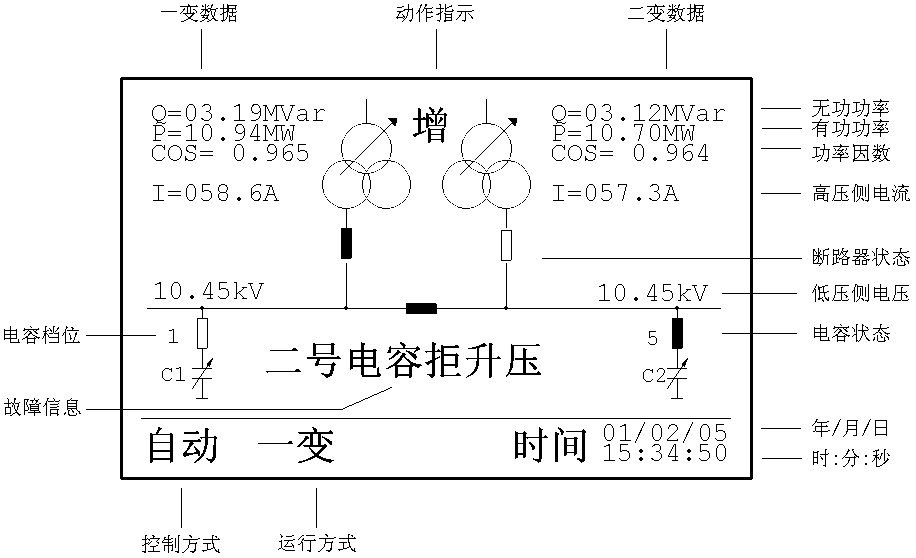 一变数据 动作指示 二变数据
Q=03.19MVar 增 Q=03.12MVar 无功功率
P=10.94MW P=10.70MW 有功功率
COS= 0.965 COS= 0.964 功率因数
I=058.6A I=057.3A 高压侧电流
断路器状态
10.45kV 10.45kV 低压侧电压
电容档位 1 5 电容状态
二号电容拒升压
C1 C2
故障信息
自动 一变 时间 01/02/05 年/月/日
15:34:50 时:分:秒
控制方式 运行方式